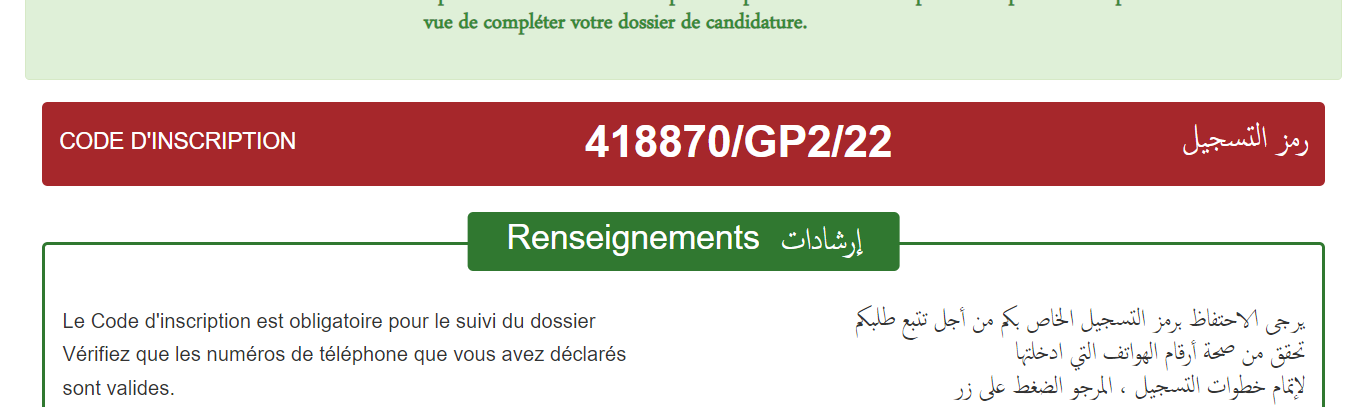 vue de compléter votre dossier de candidature.
CODE D'INSCRIPTION 418870/GP2/22 رمز التسجيل
Renseignements إرشادات
Le Code d'inscription est obligatoire pour le suivi du dossier
Vérifiez que les numéros de téléphone que vous avez déclarés
sont valides.
يرجى الاحتفاظ برمز التسجيل الخاص بكم من أجل تتبع طلبكم
تحقق من صحة أرقام الهواتف التي ادخلتها
لإتمام خطوات التسجيل ، المرجو الضغط على زر